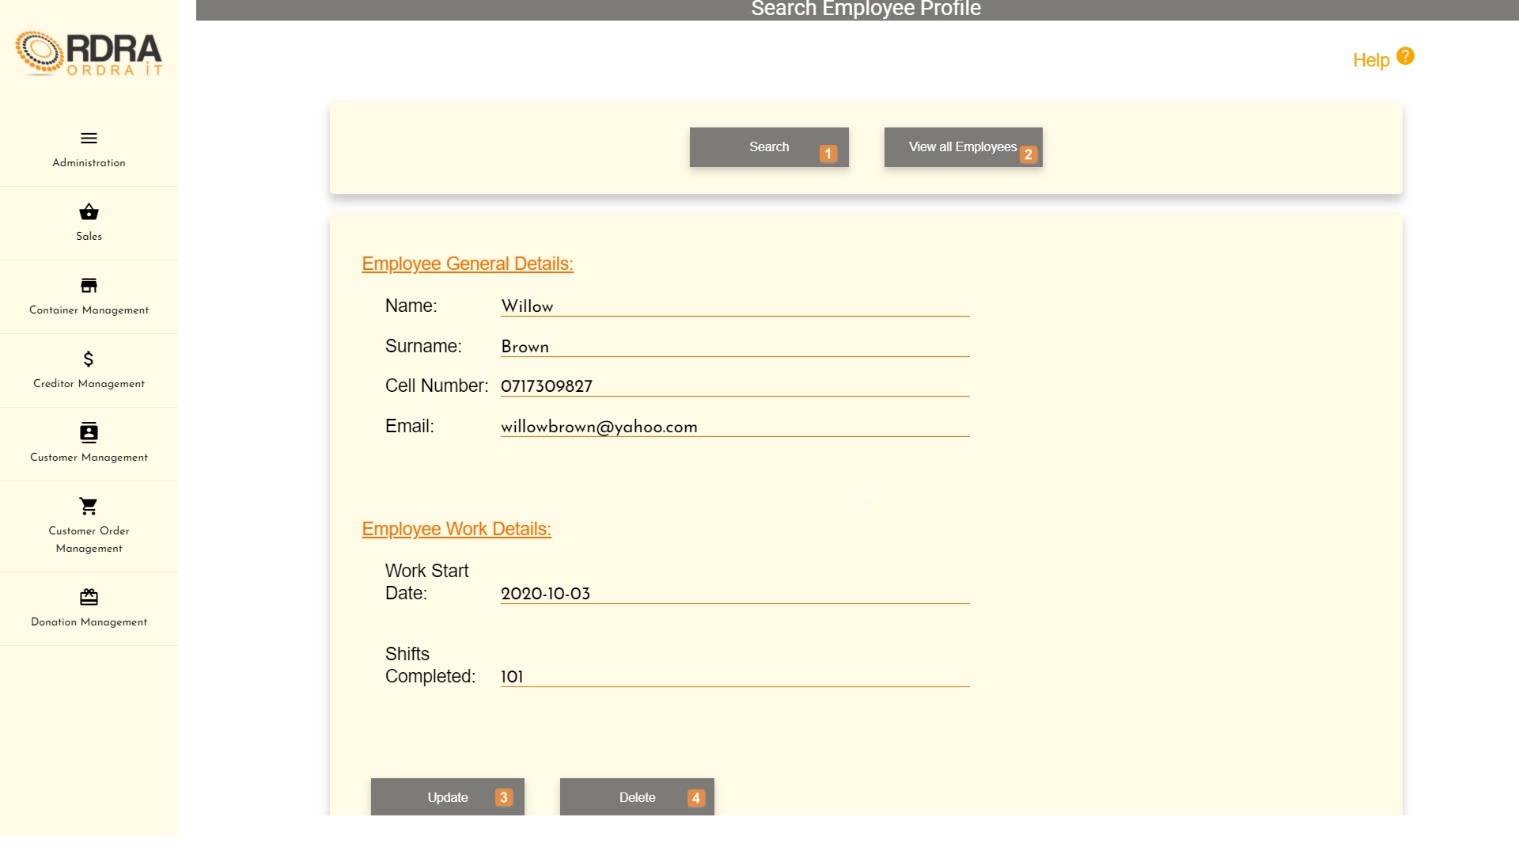 Search Employee Profile
ORDRA
ORDRA IT
Help ?
Administration
Sales
Container Management
Creditor Management
Customer Management
Customer Order
Management
Donation Management
Search 1
View all Employees 2
Employee General Details:
Name: Willow
Surname: Brown
Cell Number: 0717309827
Email: willowbrown@yahoo.com
Employee Work Details:
Work Start
Date: 2020-10-03
Shifts
Completed: 101
Update 3
Delete 4